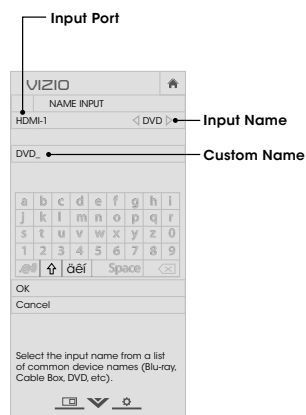 Input Port
VIZIO
NAME INPUT
HDMI-1 DVD
Input Name
DVD_
Custom Name
a b c d e f g h i
j k l m n o p q r
s t u v w x y z 0
1 2 3 4 5 6 7 8 9
.@# äêí Space
OK
Cancel
Select the input name from a list
of common device names (Blu-ray,
Cable Box, DVD, etc).